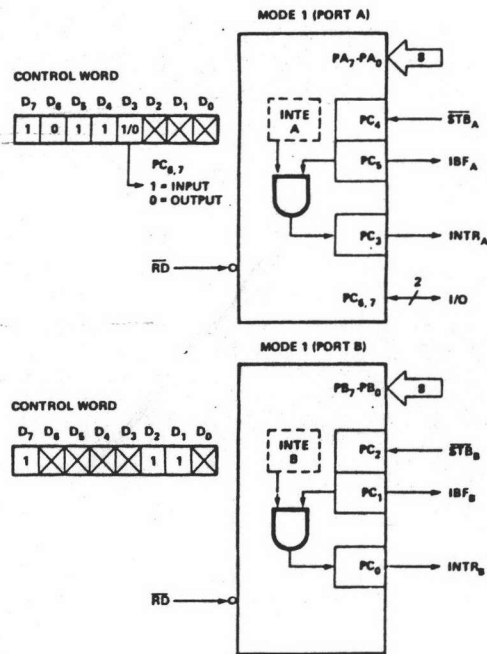 MODE 1 (PORT A)
PA7-PA0
8
CONTROL WORD
D7 D6 D5 D4 D3 D2 D1 D0
1 0 1 1 1/0
PC6,7
1 = INPUT
0 = OUTPUT
INTE
A
PC4
STBA
PC5
IBFA
PC3
INTRA
RD
PC6,7
2
I/O
MODE 1 (PORT B)
PB7-PB0
8
CONTROL WORD
D7 D6 D5 D4 D3 D2 D1 D0
1 1 1
INTE
B
PC2
STBB
PC1
IBFB
PC0
INTRB
RD